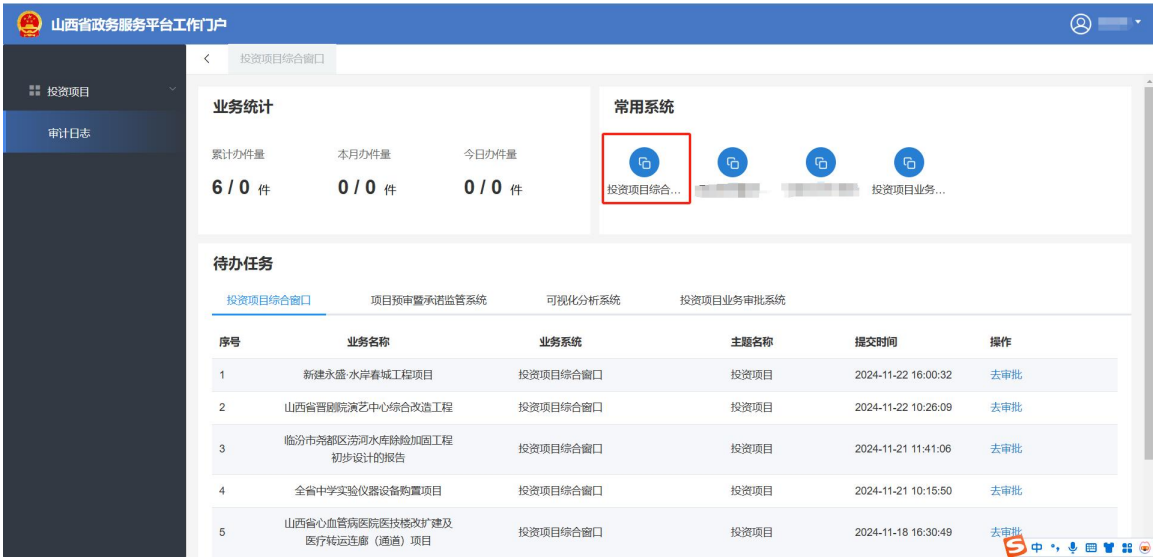 山西省政务服务平台工作门户
投资项目综合窗口
投资项目
审计日志
业务统计
累计办件量 本月办件量 今日办件量
6 / 0 件 0 / 0 件 0 / 0 件
常用系统
投资项目综合... 投资项目业务...
待办任务
投资项目综合窗口 项目预审暨承诺监管系统 可视化分析系统 投资项目业务审批系统
序号 业务名称 业务系统 主题名称 提交时间 操作
1 新建永盛·水岸春城工程项目 投资项目综合窗口 投资项目 2024-11-22 16:00:32 去审批
2 山西省晋剧院演艺中心综合改造工程 投资项目综合窗口 投资项目 2024-11-22 10:26:09 去审批
3 临汾市尧都区涝河水库除险加固工程
初步设计的报告 投资项目综合窗口 投资项目 2024-11-21 11:41:06 去审批
4 全省中学实验仪器设备购置项目 投资项目综合窗口 投资项目 2024-11-21 10:15:50 去审批
5 山西省心血管病医院医技楼改扩建及
医疗转运连廊（通道）项目 投资项目综合窗口 投资项目 2024-11-18 16:30:49 去审批
中